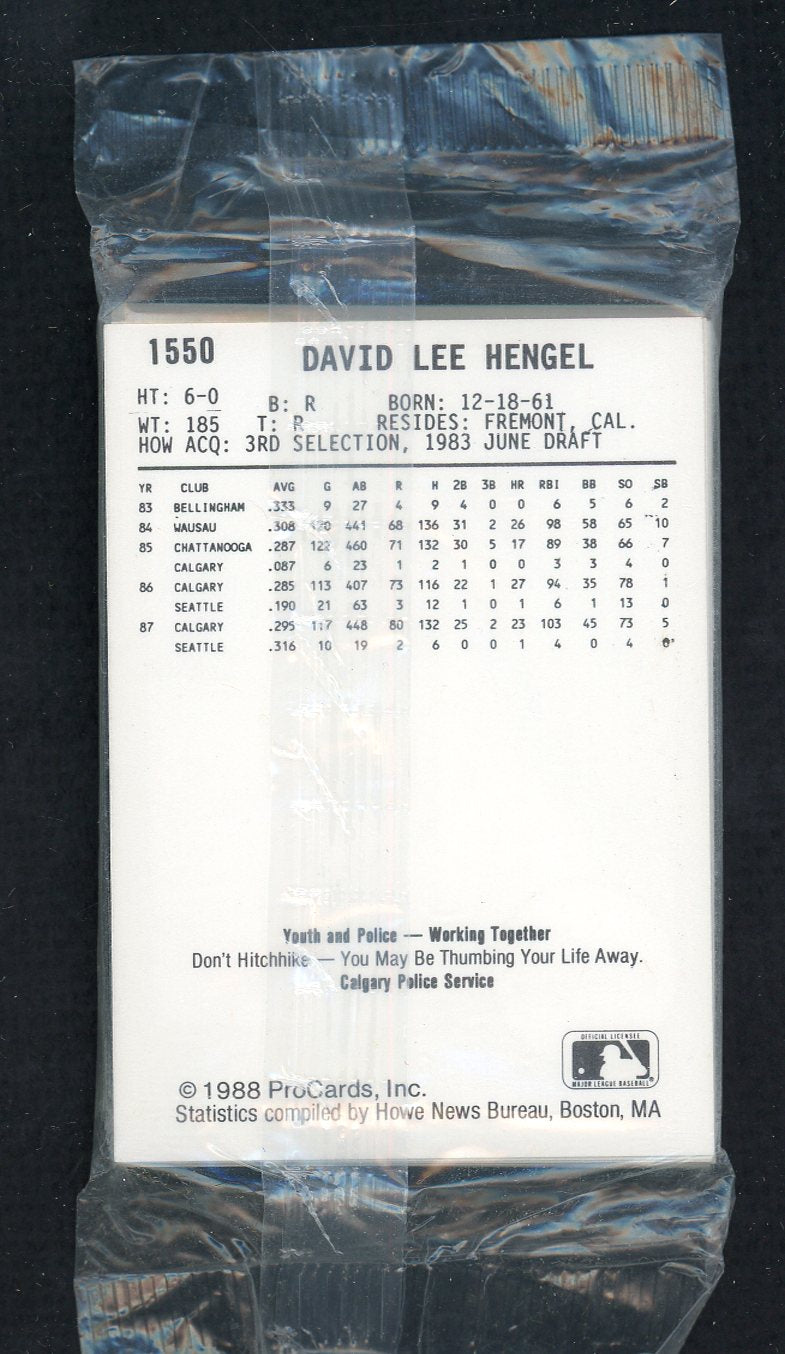 1550 DAVID LEE HENGEL
HT: 6-0 B: R BORN: 12-18-61
WT: 185 T: R RESIDES: FREMONT, CAL.
HOW ACQ: 3RD SELECTION, 1983 JUNE DRAFT
YR CLUB AVG G AB R H 2B 3B HR RBI BB SO SB
83 BELLINGHAM .333 9 27 4 9 4 0 0 6 5 6 2
84 WAUSAU .308 120 441 68 136 31 2 26 98 58 65 10
85 CHATTANOOGA .287 122 460 71 132 30 5 17 89 38 66 7
CALGARY .087 6 23 1 2 1 0 0 3 3 4 0
86 CALGARY .285 113 407 73 116 22 1 27 94 35 78 1
SEATTLE .190 21 63 3 12 1 0 1 6 1 13 0
87 CALGARY .295 117 448 80 132 25 2 23 103 45 73 5
SEATTLE .316 10 19 2 6 0 0 1 4 0 4 0
Youth and Police — Working Together
Don't Hitchhike — You May Be Thumbing Your Life Away.
Calgary Police Service
OFFICIAL LICENSEE
MAJOR LEAGUE BASEBALL®
© 1988 ProCards, Inc.
Statistics compiled by Howe News Bureau, Boston, MA